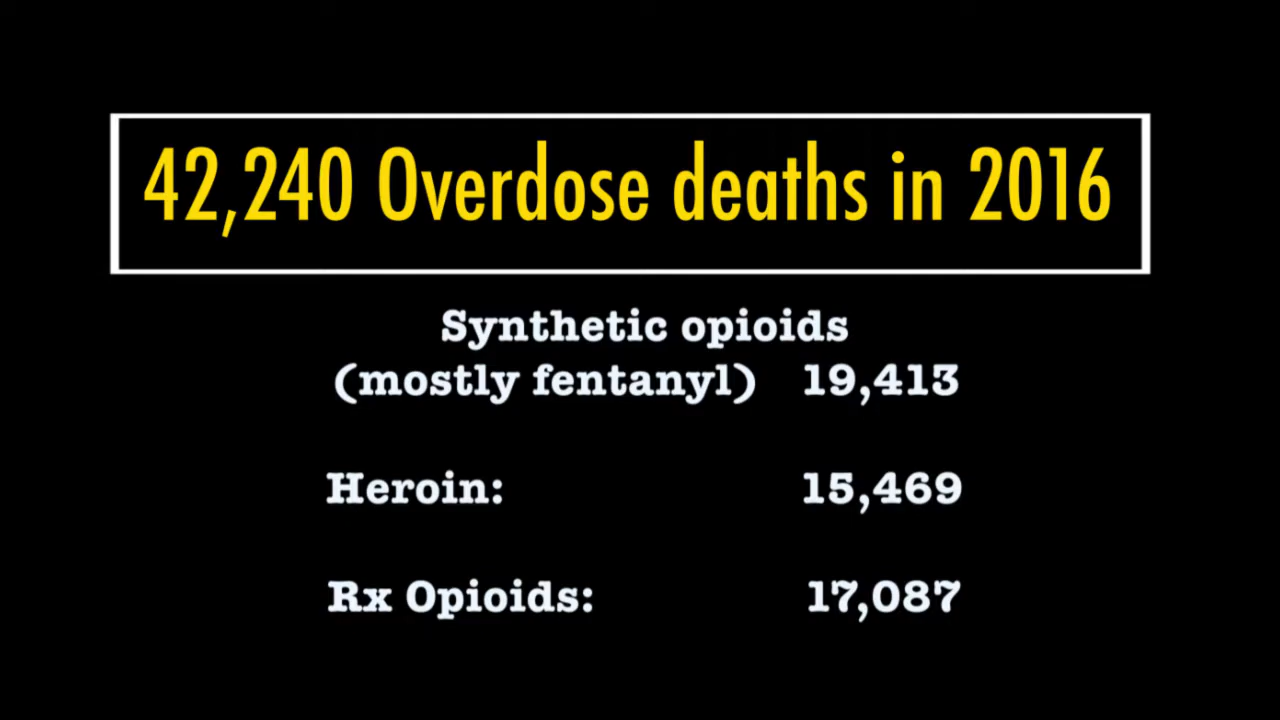 42,240 Overdose deaths in 2016
Synthetic opioids
(mostly fentanyl) 19,413
Heroin: 15,469
Rx Opioids: 17,087